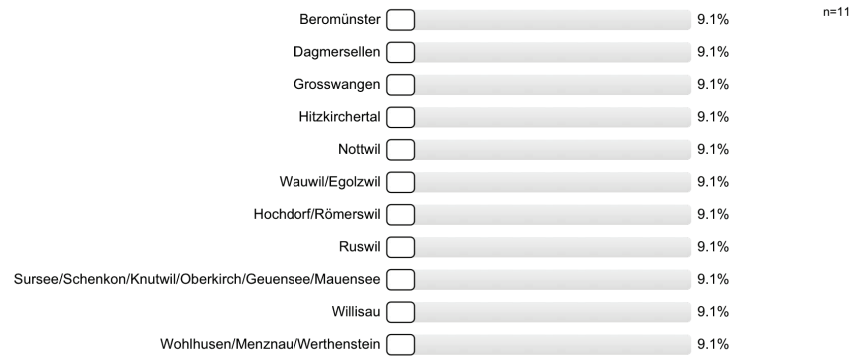 n=11
Beromünster 9.1%
Dagmersellen 9.1%
Grosswangen 9.1%
Hitzkirchertal 9.1%
Nottwil 9.1%
Wauwil/Egolzwil 9.1%
Hochdorf/Römerswil 9.1%
Ruswil 9.1%
Sursee/Schenkon/Knutwil/Oberkirch/Geuensee/Mauensee 9.1%
Willisau 9.1%
Wohlhusen/Menznau/Werthenstein 9.1%